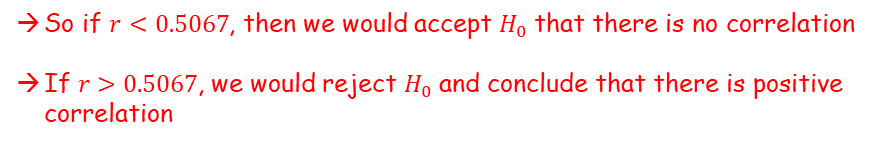 → So if r < 0.5067, then we would accept H₀ that there is no correlation
→ If r > 0.5067, we would reject H₀ and conclude that there is positive
correlation